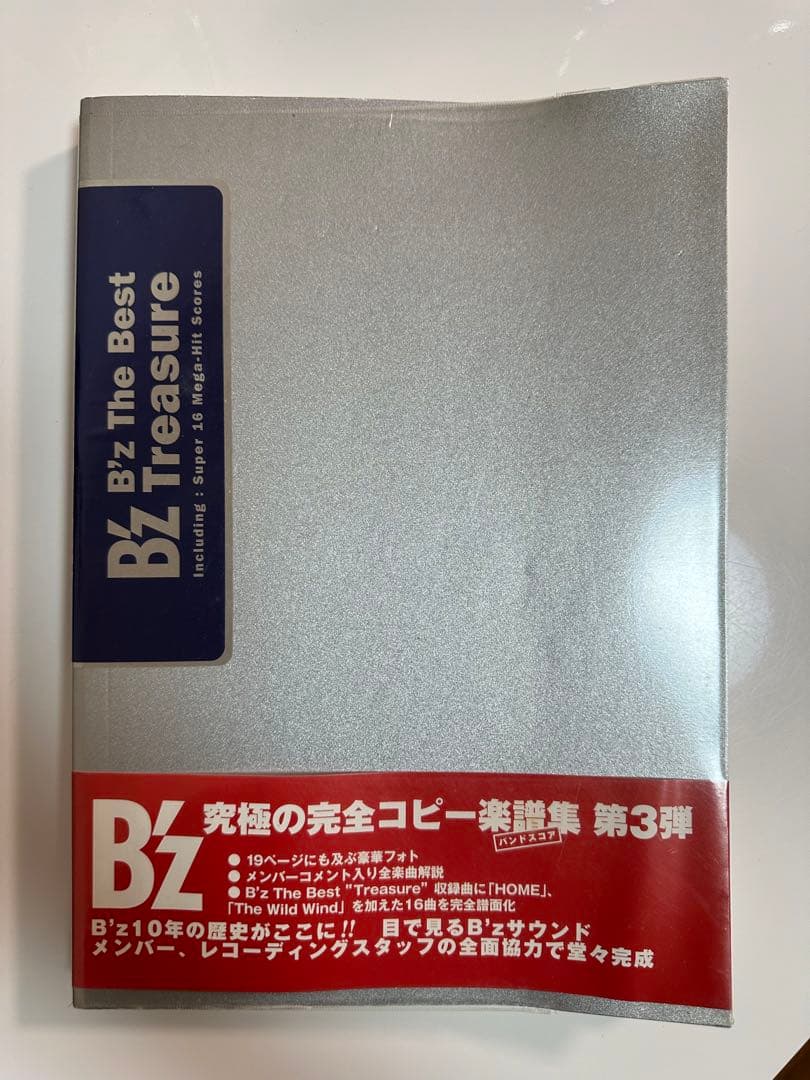 B'z B'z The Best
Treasure
Including : Super 16 Mega-Hit Scores
B'z 究極の完全コピー楽譜集 第3弾
バンドスコア
● 19ページにも及ぶ豪華フォト
● メンバーコメント入り全楽曲解説
● B'z The Best "Treasure" 収録曲に「HOME」、
「The Wild Wind」を加えた16曲を完全譜面化
B'z10年の歴史がここに!! 目で見るB'zサウンド
メンバー、レコーディングスタッフの全面協力で堂々完成